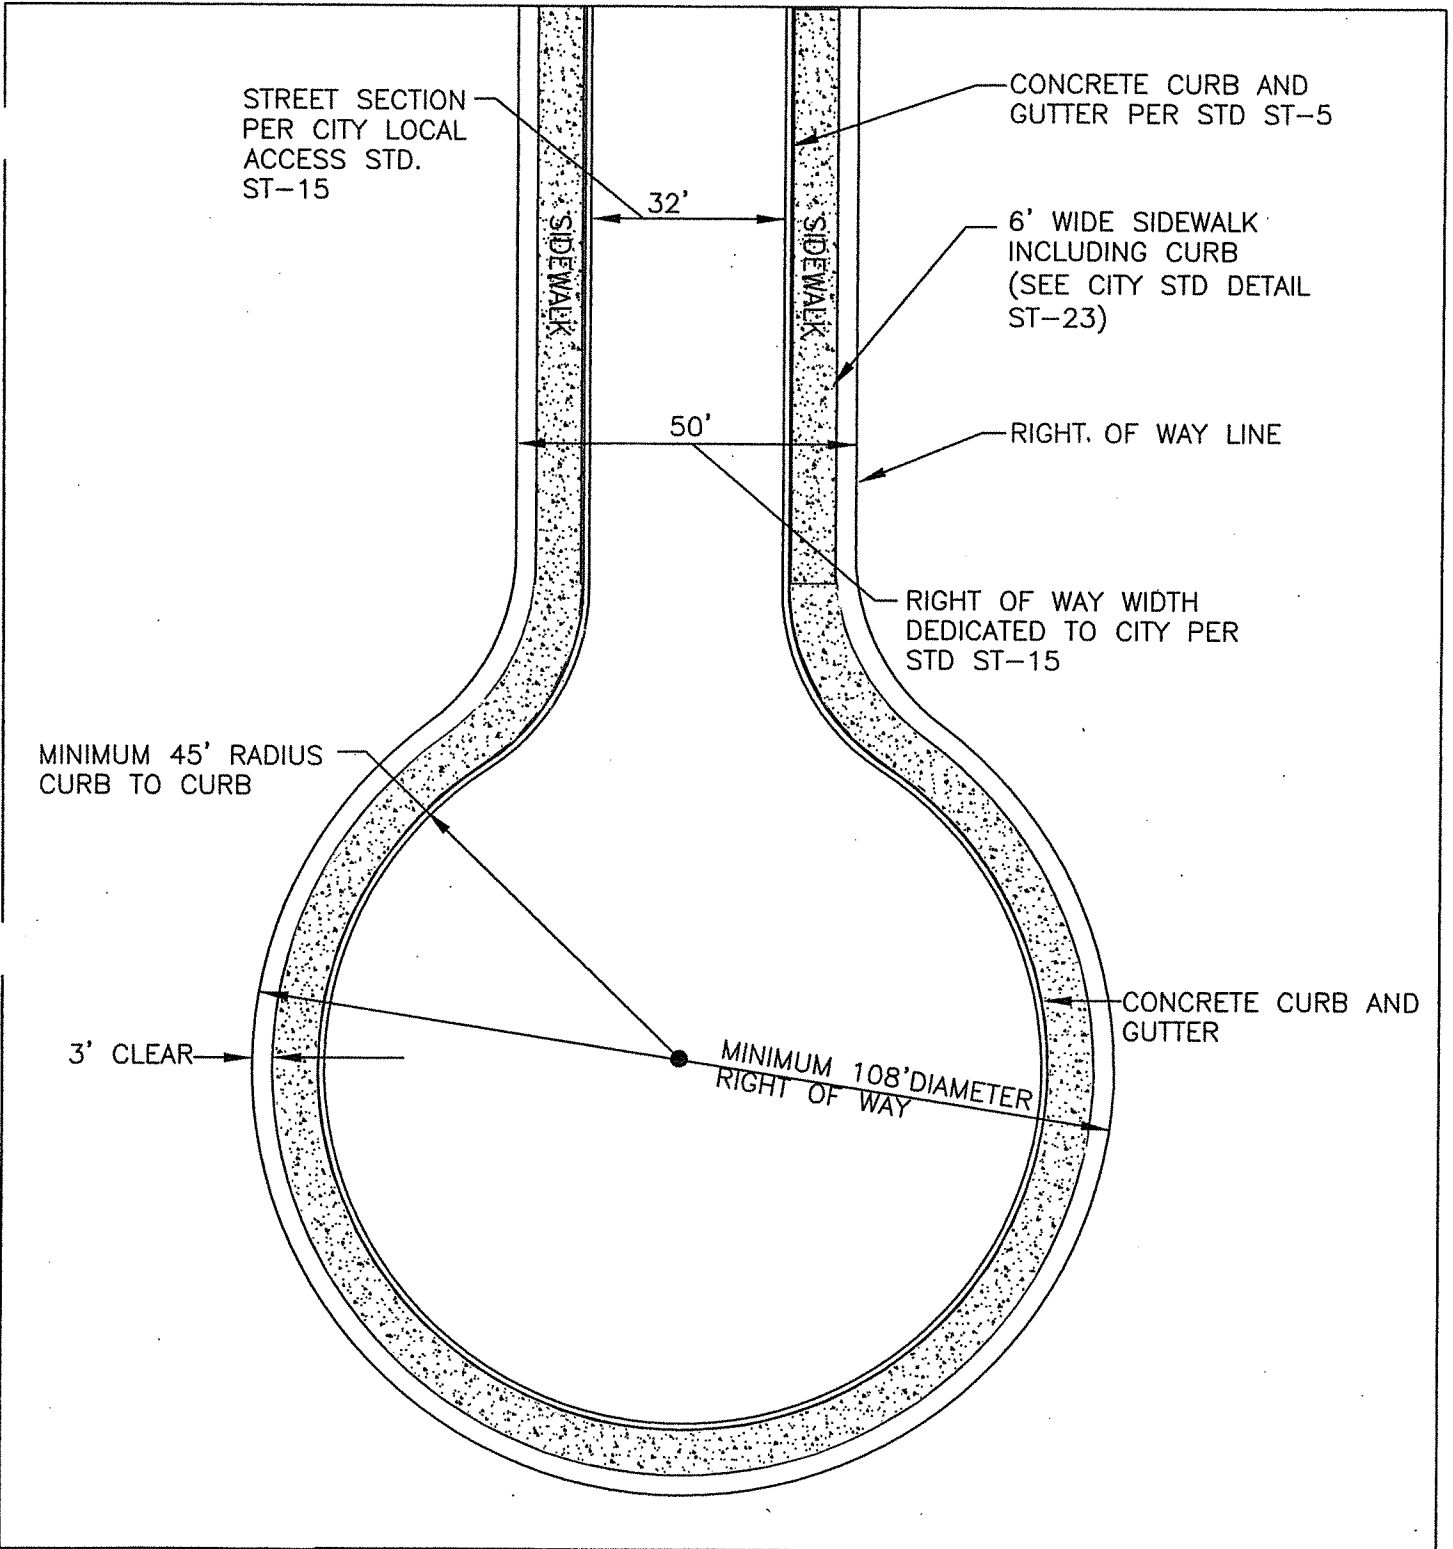 STREET SECTION
PER CITY LOCAL
ACCESS STD.
ST-15
CONCRETE CURB AND
GUTTER PER STD ST-5
32'
SIDEWALK
SIDEWALK
6' WIDE SIDEWALK
INCLUDING CURB
(SEE CITY STD DETAIL
ST-23)
50'
RIGHT. OF WAY LINE
RIGHT OF WAY WIDTH
DEDICATED TO CITY PER
STD ST-15
MINIMUM 45' RADIUS
CURB TO CURB
CONCRETE CURB AND
GUTTER
3' CLEAR
MINIMUM 108'DIAMETER
RIGHT OF WAY